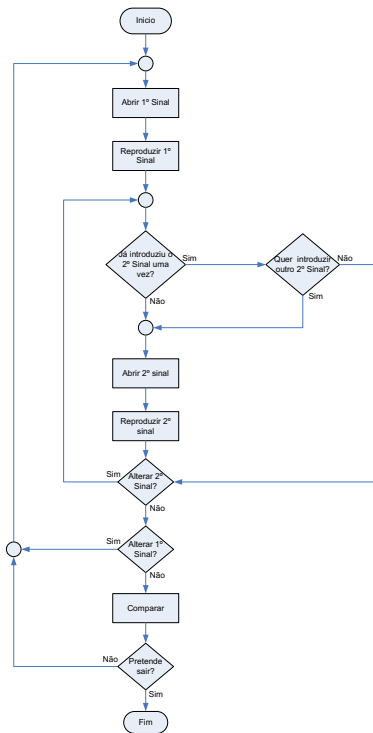 Inicio
Abrir 1º Sinal
Reproduzir 1º
Sinal
Já introduziu o
2º Sinal uma
vez?
Sim
Não
Quer introduzir
outro 2º Sinal?
Não
Sim
Abrir 2º sinal
Reproduzir 2º
sinal
Sim
Alterar 2º
Sinal?
Não
Sim
Alterar 1º
Sinal?
Não
Comparar
Não
Pretende
sair?
Sim
Fim